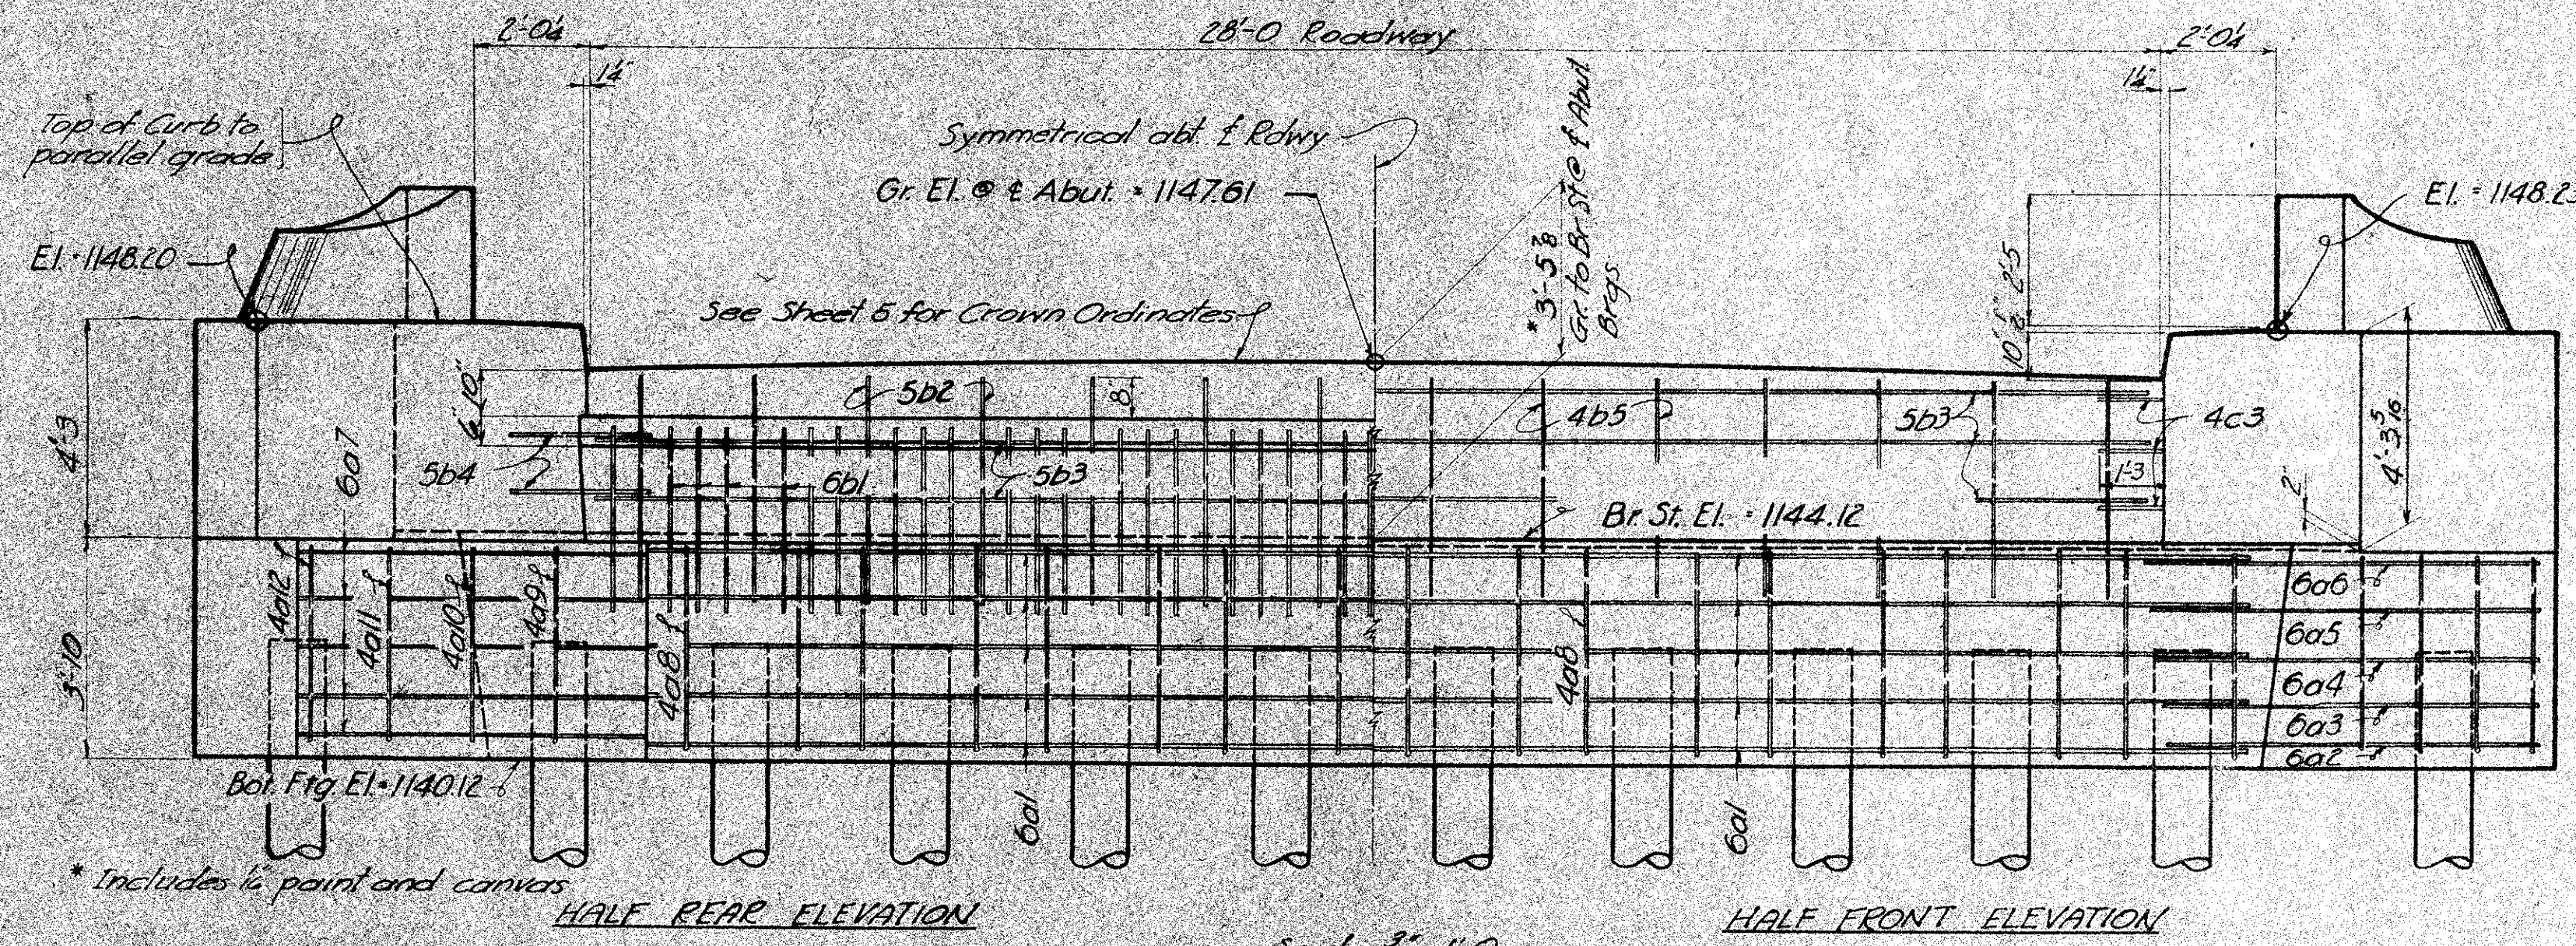 2'-0¼
28'-0 Roadway
2'-0¼
1¼"
1¼"
Top of Curb to
parallel grade
Symmetrical abt. ℄ Rdwy
Gr. El. @ ℄ Abut. = 1147.61
* 3'-5⅞
Gr. to Br. St. @ ℄ Abut.
Brgs.
El. = 1148.20
El. = 1148.23
See Sheet 5 for Crown Ordinates
2'-5
10"
4'-3
6" 10"
5b2
8"
4b5
5b3
4c3
4'-3 5/16
6a7
5b4
6b1
5b3
1'-3
2"
Br. St. El. = 1144.12
3'-10
4a12
4a11
4a10
4a9
4a8
4a8
6a6
6a5
6a4
6a3
6a2
Bot. Ftg. El. = 1140.12
6a1
6a1
* Includes paint and canvas
HALF REAR ELEVATION
HALF FRONT ELEVATION